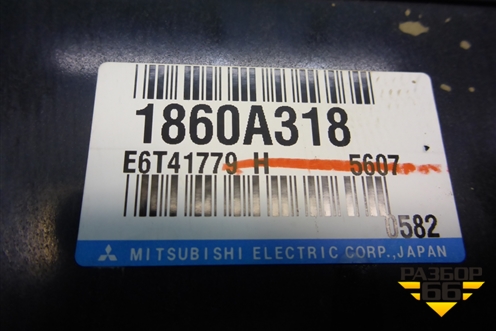 1860A318
E6T41779 H 5607
0582
MITSUBISHI ELECTRIC CORP.,JAPAN
РАЗБОР
66